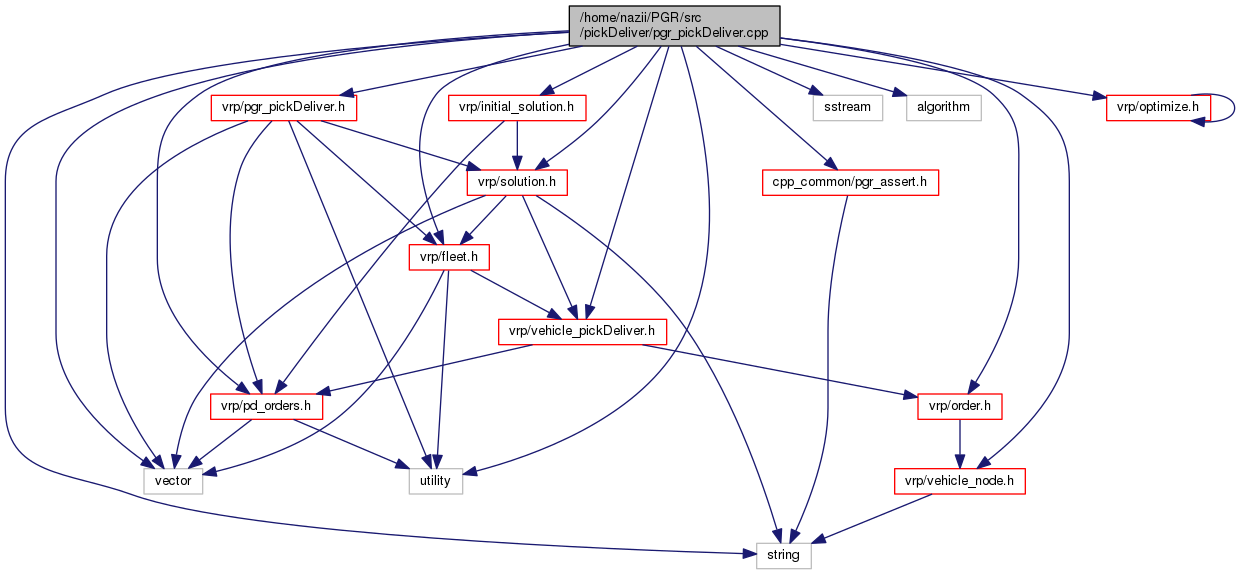 /home/nazii/PGR/src
/pickDeliver/pgr_pickDeliver.cpp
vrp/pgr_pickDeliver.h
vrp/initial_solution.h
sstream
algorithm
vrp/optimize.h
vrp/solution.h
cpp_common/pgr_assert.h
vrp/fleet.h
vrp/vehicle_pickDeliver.h
vrp/pd_orders.h
vrp/order.h
vector
utility
vrp/vehicle_node.h
string